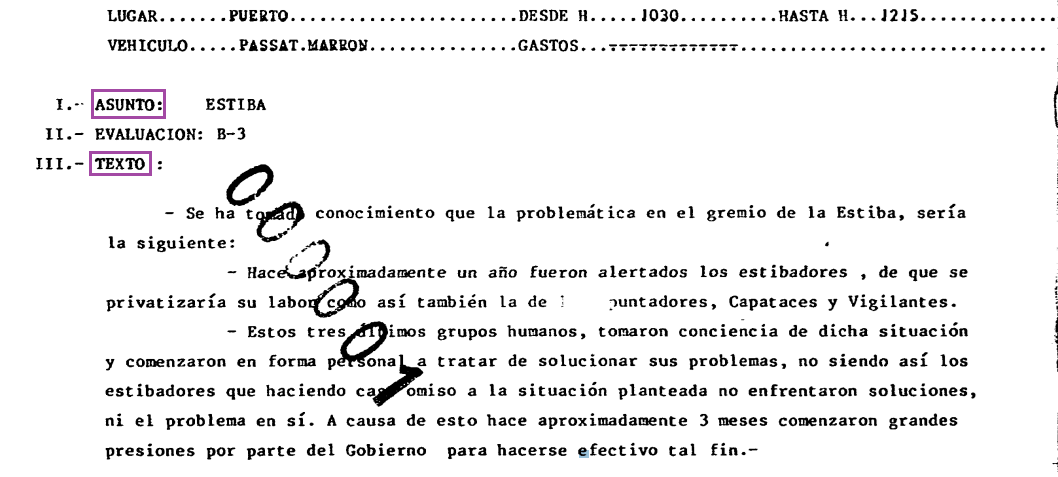 LUGAR.......PUERTO.......................DESDE H.....1030..........HASTA H...1215..............
VEHICULO.....PASSAT.MARRON...............GASTOS...-------------..............................
I.- ASUNTO: ESTIBA
II.- EVALUACION: B-3
III.- TEXTO :
- Se ha tomado conocimiento que la problemática en el gremio de la Estiba, sería
la siguiente:
- Hace aproximadamente un año fueron alertados los estibadores , de que se
privatizaría su labor como así también la de puntadores, Capataces y Vigilantes.
- Estos tres últimos grupos humanos, tomaron conciencia de dicha situación
y comenzaron en forma personal a tratar de solucionar sus problemas, no siendo así los
estibadores que haciendo caso omiso a la situación planteada no enfrentaron soluciones,
ni el problema en sí. A causa de esto hace aproximadamente 3 meses comenzaron grandes
presiones por parte del Gobierno para hacerse efectivo tal fin.-
0000001